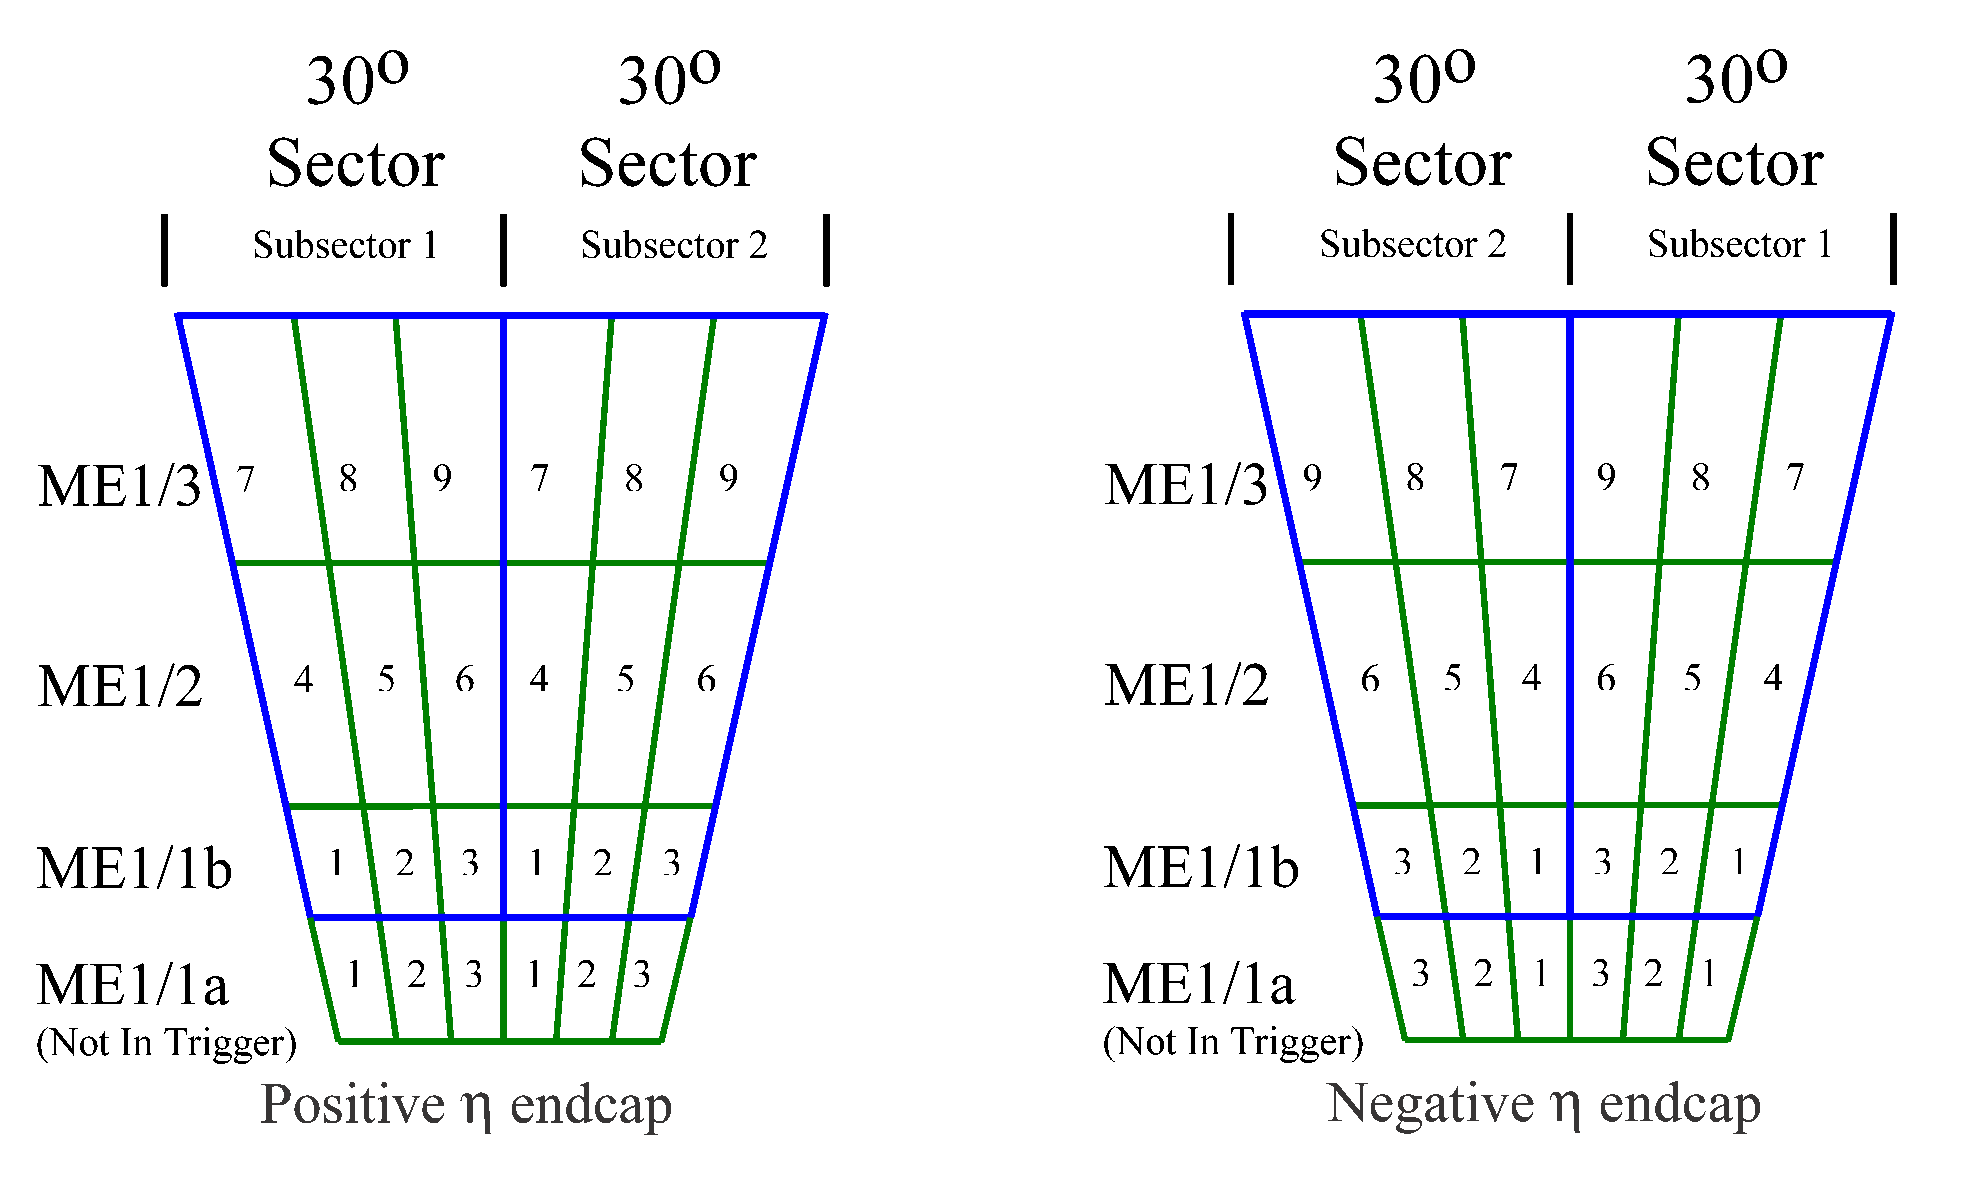 30º 30º
Sector Sector
Subsector 1 Subsector 2
ME1/3 7 8 9 7 8 9
ME1/2 4 5 6 4 5 6
ME1/1b 1 2 3 1 2 3
ME1/1a 1 2 3 1 2 3
(Not In Trigger)
Positive η endcap
30º 30º
Sector Sector
Subsector 2 Subsector 1
ME1/3 9 8 7 9 8 7
ME1/2 6 5 4 6 5 4
ME1/1b 3 2 1 3 2 1
ME1/1a 3 2 1 3 2 1
(Not In Trigger)
Negative η endcap